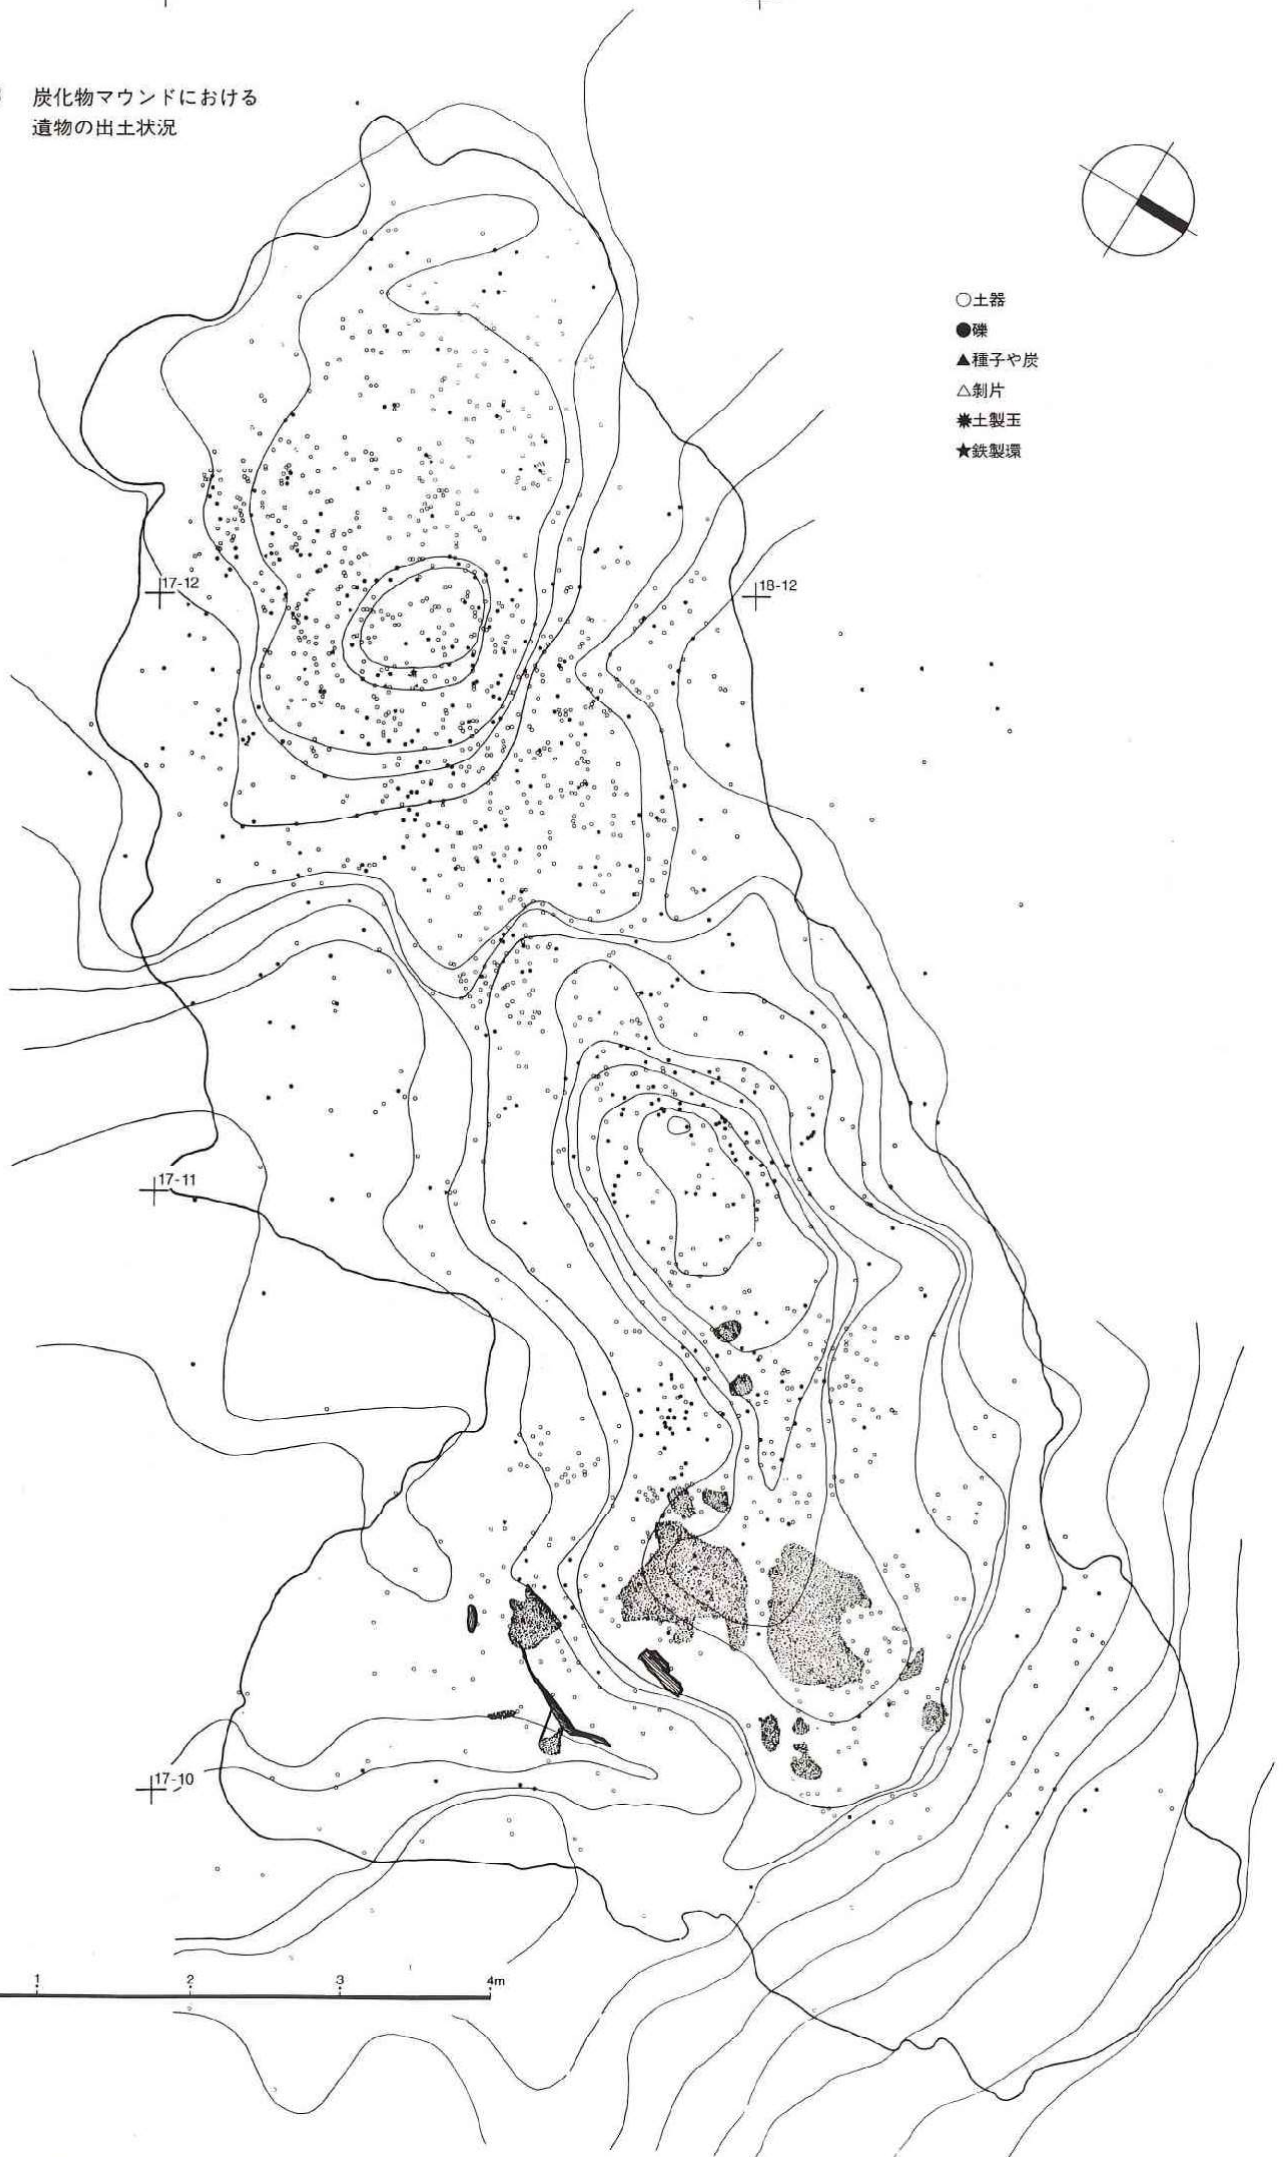 炭化物マウンドにおける
遺物の出土状況
○土器
●礫
▲種子や炭
△剝片
✸土製玉
★鉄製環
17-12
18-12
17-11
17-10
1 2 3 4m